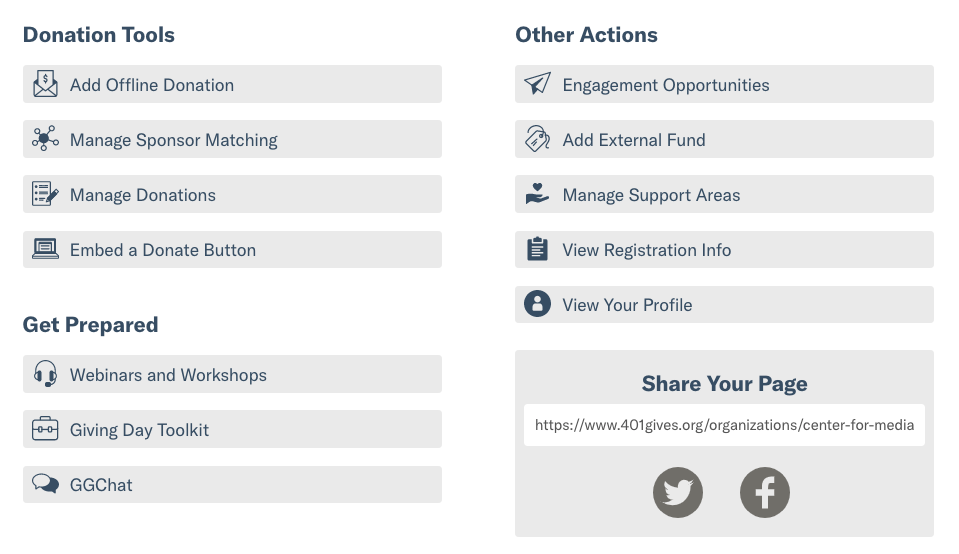 Donation Tools
Add Offline Donation
Manage Sponsor Matching
Manage Donations
Embed a Donate Button
Get Prepared
Webinars and Workshops
Giving Day Toolkit
GGChat
Other Actions
Engagement Opportunities
Add External Fund
Manage Support Areas
View Registration Info
View Your Profile
Share Your Page
https://www.401gives.org/organizations/center-for-media